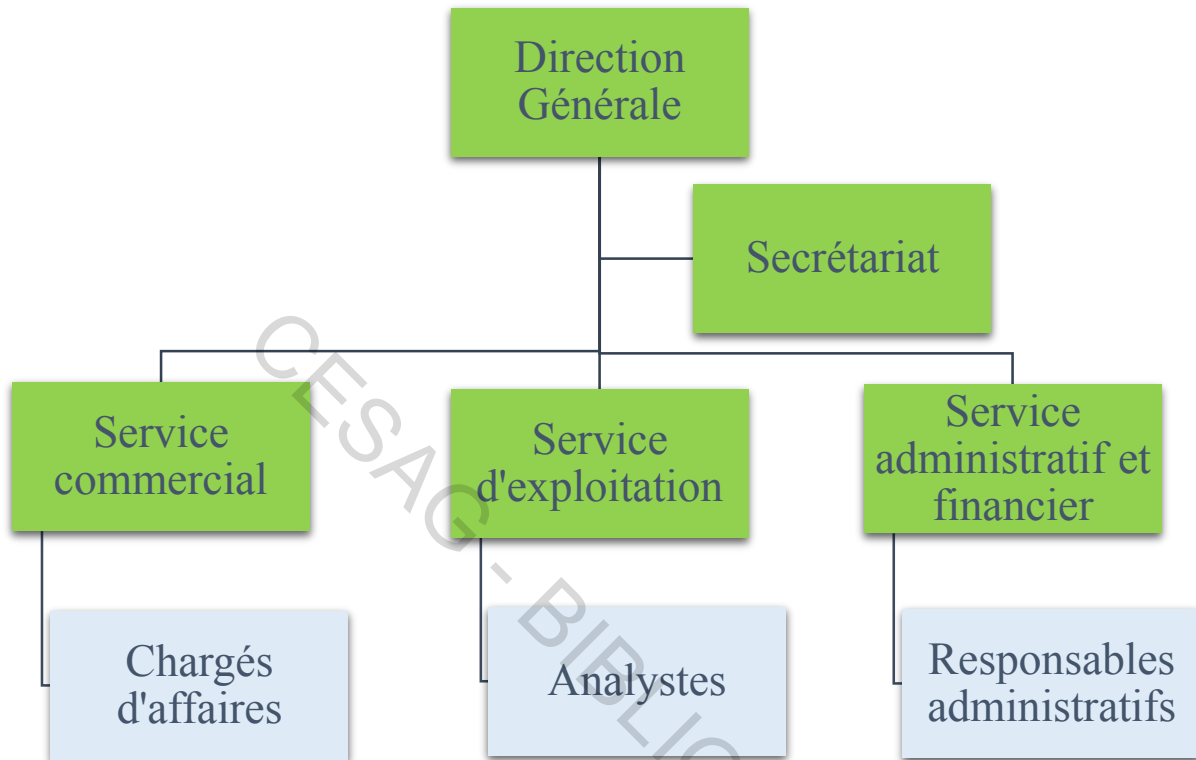 Direction
Générale
Secrétariat
Service
commercial
Service
d'exploitation
Service
administratif et
financier
Chargés
d'affaires
Analystes
Responsables
administratifs
CESAG - BIBLIO